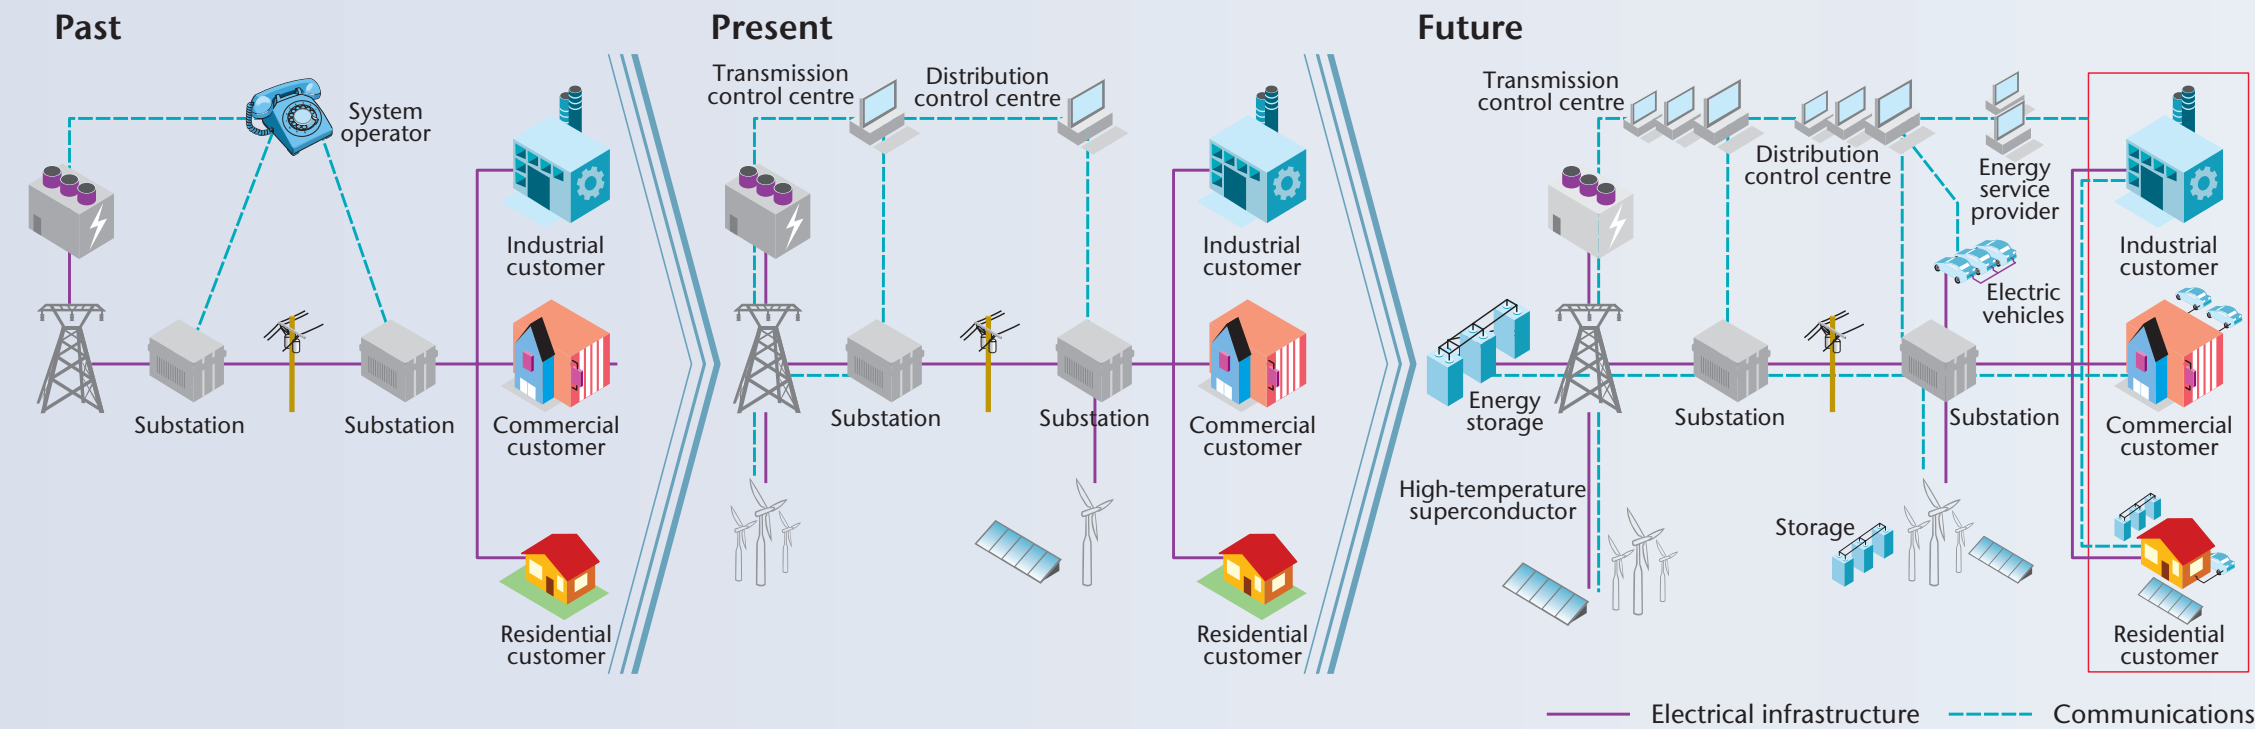 Past
System
operator
Industrial
customer
Substation
Substation
Commercial
customer
Residential
customer
Present
Transmission
control centre
Distribution
control centre
Industrial
customer
Substation
Substation
Commercial
customer
Residential
customer
Future
Transmission
control centre
Distribution
control centre
Energy
service
provider
Industrial
customer
Electric
vehicles
Energy
storage
Substation
Substation
Commercial
customer
High-temperature
superconductor
Storage
Residential
customer
Electrical infrastructure
Communications